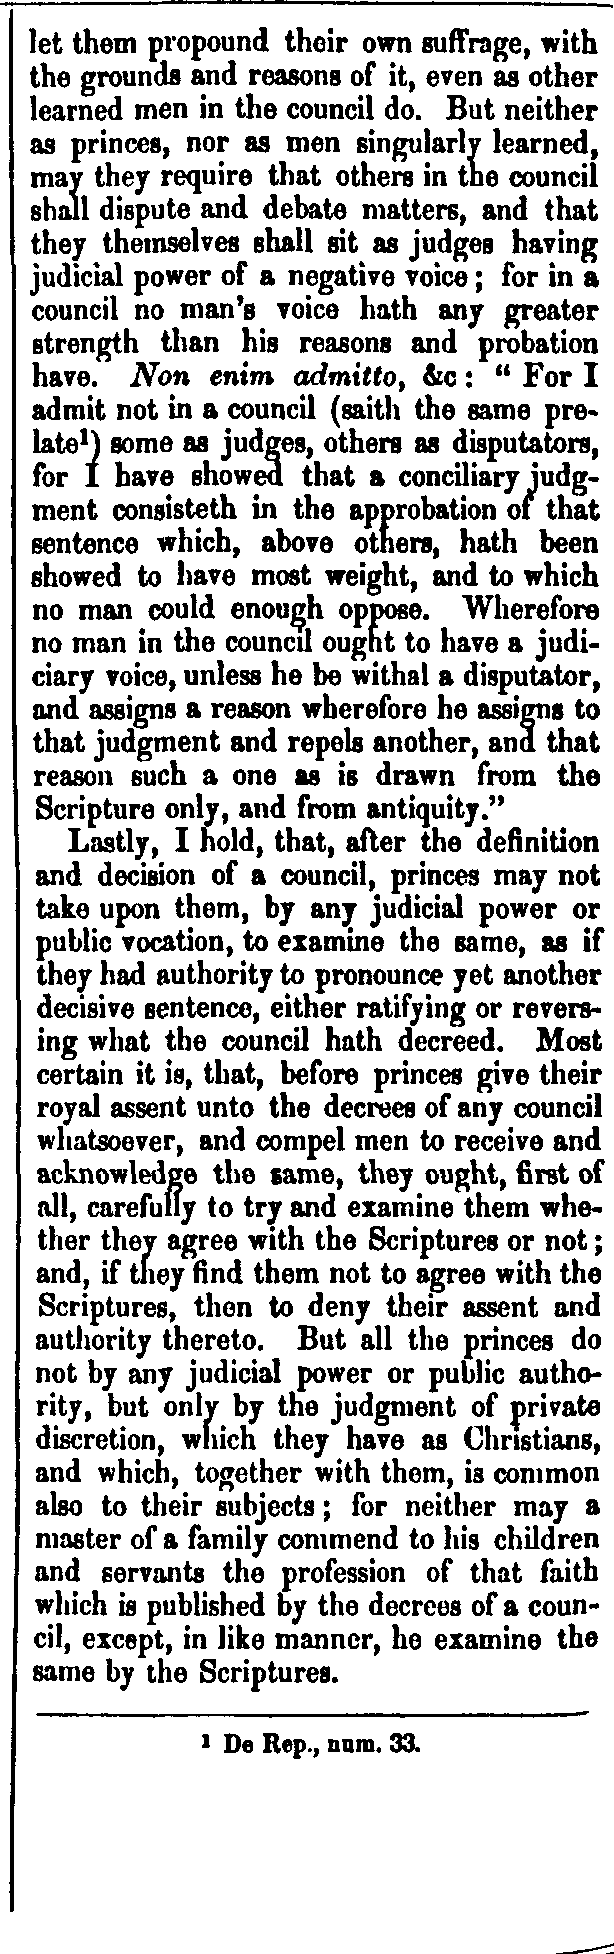 let them propound their own suffrage, with
the grounds and reasons of it, even as other
learned men in the council do. But neither
as princes, nor as men singularly learned,
may they require that others in the council
shall dispute and debate matters, and that
they themselves shall sit as judges having
judicial power of a negative voice; for in a
council no man's voice hath any greater
strength than his reasons and probation
have. Non enim admitto, &c: " For I
admit not in a council (saith the same pre-
late¹) some as judges, others as disputators,
for I have showed that a conciliary judg-
ment consisteth in the approbation of that
sentence which, above others, hath been
showed to have most weight, and to which
no man could enough oppose. Wherefore
no man in the council ought to have a judi-
ciary voice, unless he be withal a disputator,
and assigns a reason wherefore he assigns to
that judgment and repels another, and that
reason such a one as is drawn from the
Scripture only, and from antiquity."
Lastly, I hold, that, after the definition
and decision of a council, princes may not
take upon them, by any judicial power or
public vocation, to examine the same, as if
they had authority to pronounce yet another
decisive sentence, either ratifying or revers-
ing what the council hath decreed. Most
certain it is, that, before princes give their
royal assent unto the decrees of any council
whatsoever, and compel men to receive and
acknowledge the same, they ought, first of
all, carefully to try and examine them whe-
ther they agree with the Scriptures or not;
and, if they find them not to agree with the
Scriptures, then to deny their assent and
authority thereto. But all the princes do
not by any judicial power or public autho-
rity, but only by the judgment of private
discretion, which they have as Christians,
and which, together with them, is common
also to their subjects; for neither may a
master of a family commend to his children
and servants the profession of that faith
which is published by the decrees of a coun-
cil, except, in like manner, he examine the
same by the Scriptures.
¹ De Rep., num. 33.